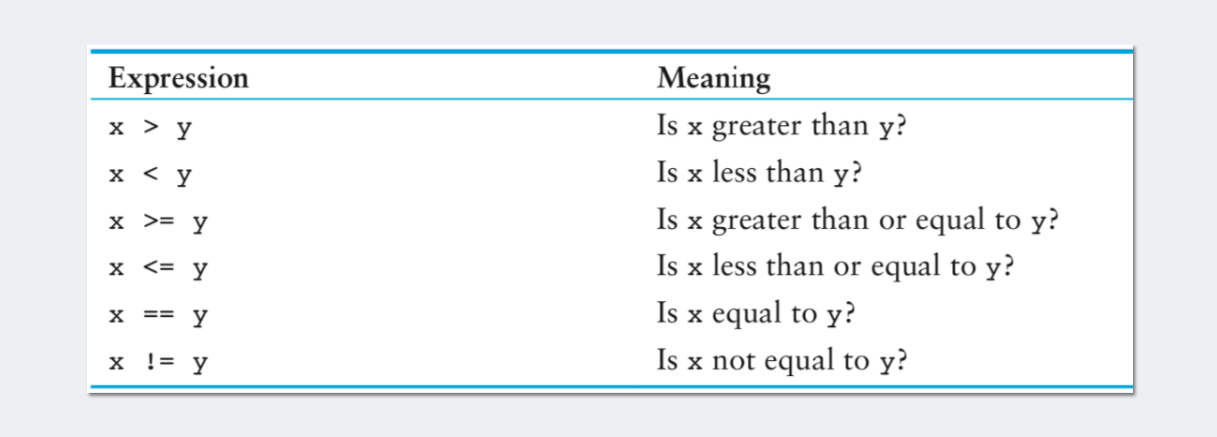 Expression Meaning
x > y Is x greater than y?
x < y Is x less than y?
x >= y Is x greater than or equal to y?
x <= y Is x less than or equal to y?
x == y Is x equal to y?
x != y Is x not equal to y?